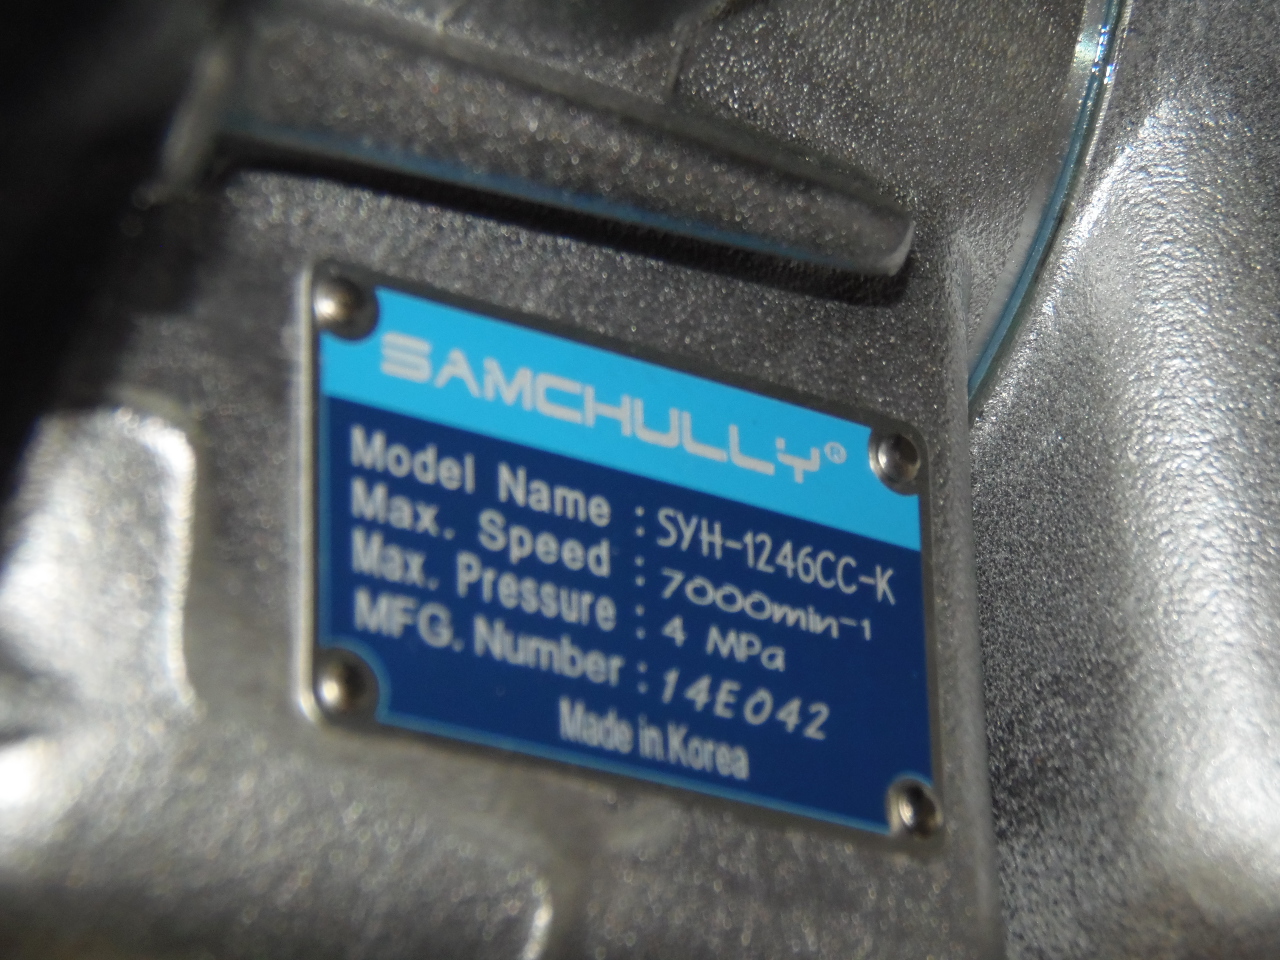 SAMCHULLY®
Model Name : SYH-1246CC-K
Max. Speed : 7000min⁻¹
Max. Pressure : 4 MPa
MFG. Number : 14E042
Made in Korea